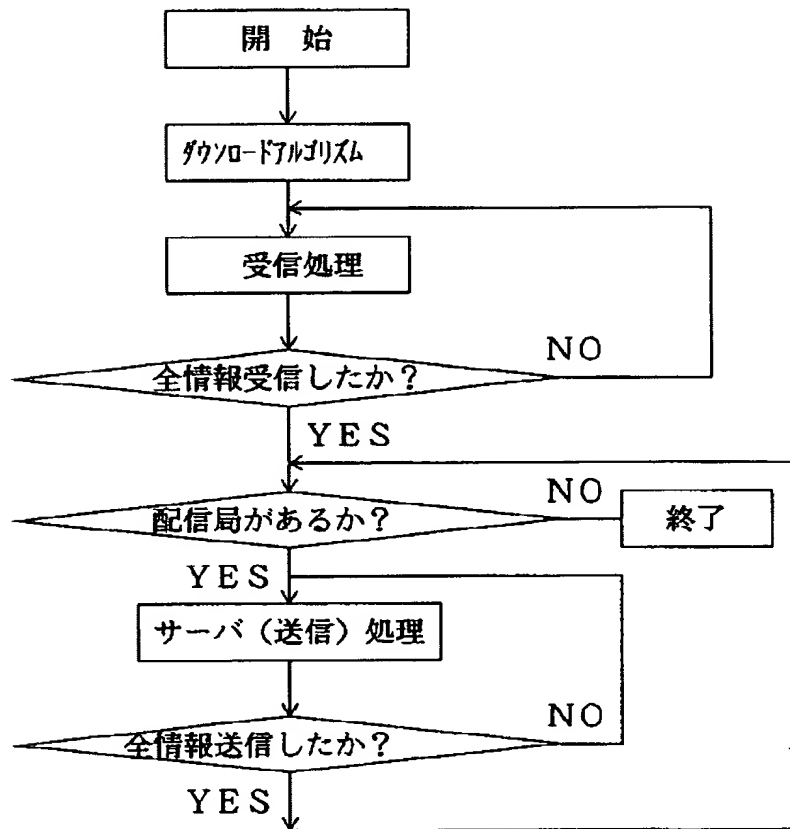 開 始
ダウンロードアルゴリズム
受信処理
全情報受信したか？
NO
YES
配信局があるか？
NO
終了
YES
サーバ（送信）処理
全情報送信したか？
NO
YES